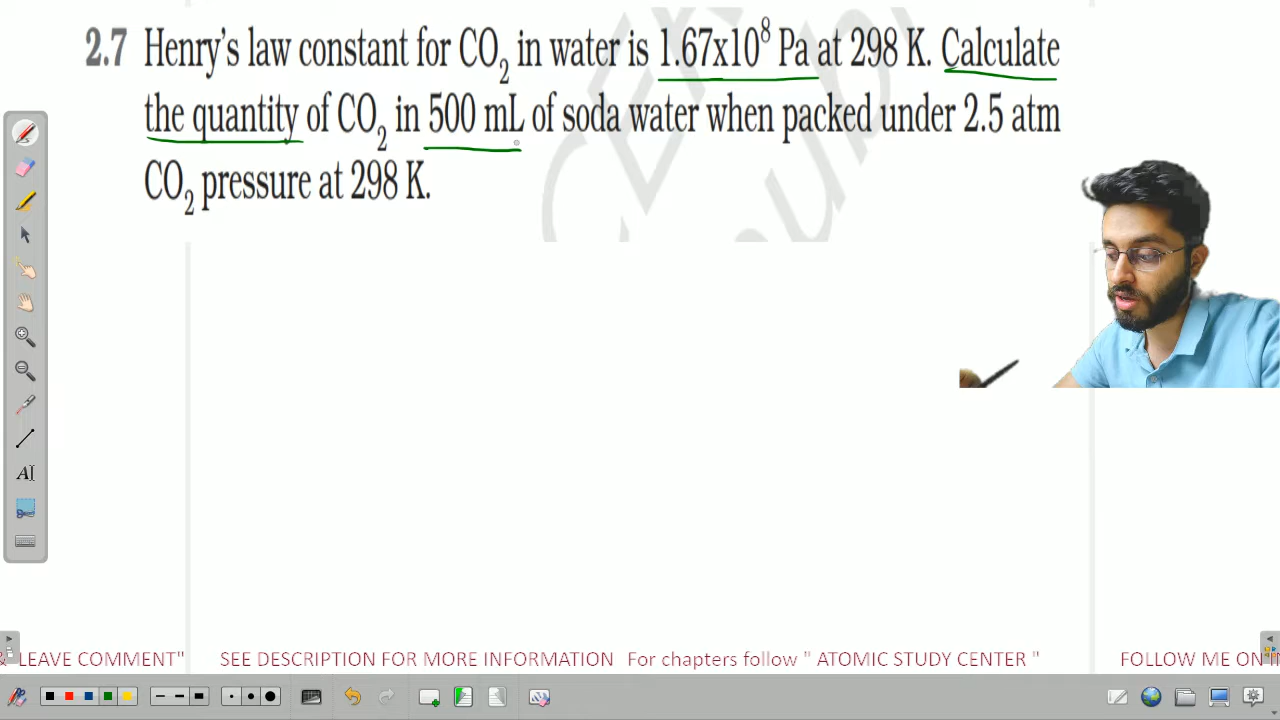 2.7 Henry's law constant for CO₂ in water is 1.67x10⁸ Pa at 298 K. Calculate
the quantity of CO₂ in 500 mL of soda water when packed under 2.5 atm
CO₂ pressure at 298 K.
AI
& "LEAVE COMMENT" SEE DESCRIPTION FOR MORE INFORMATION For chapters follow " ATOMIC STUDY CENTER " FOLLOW ME ON